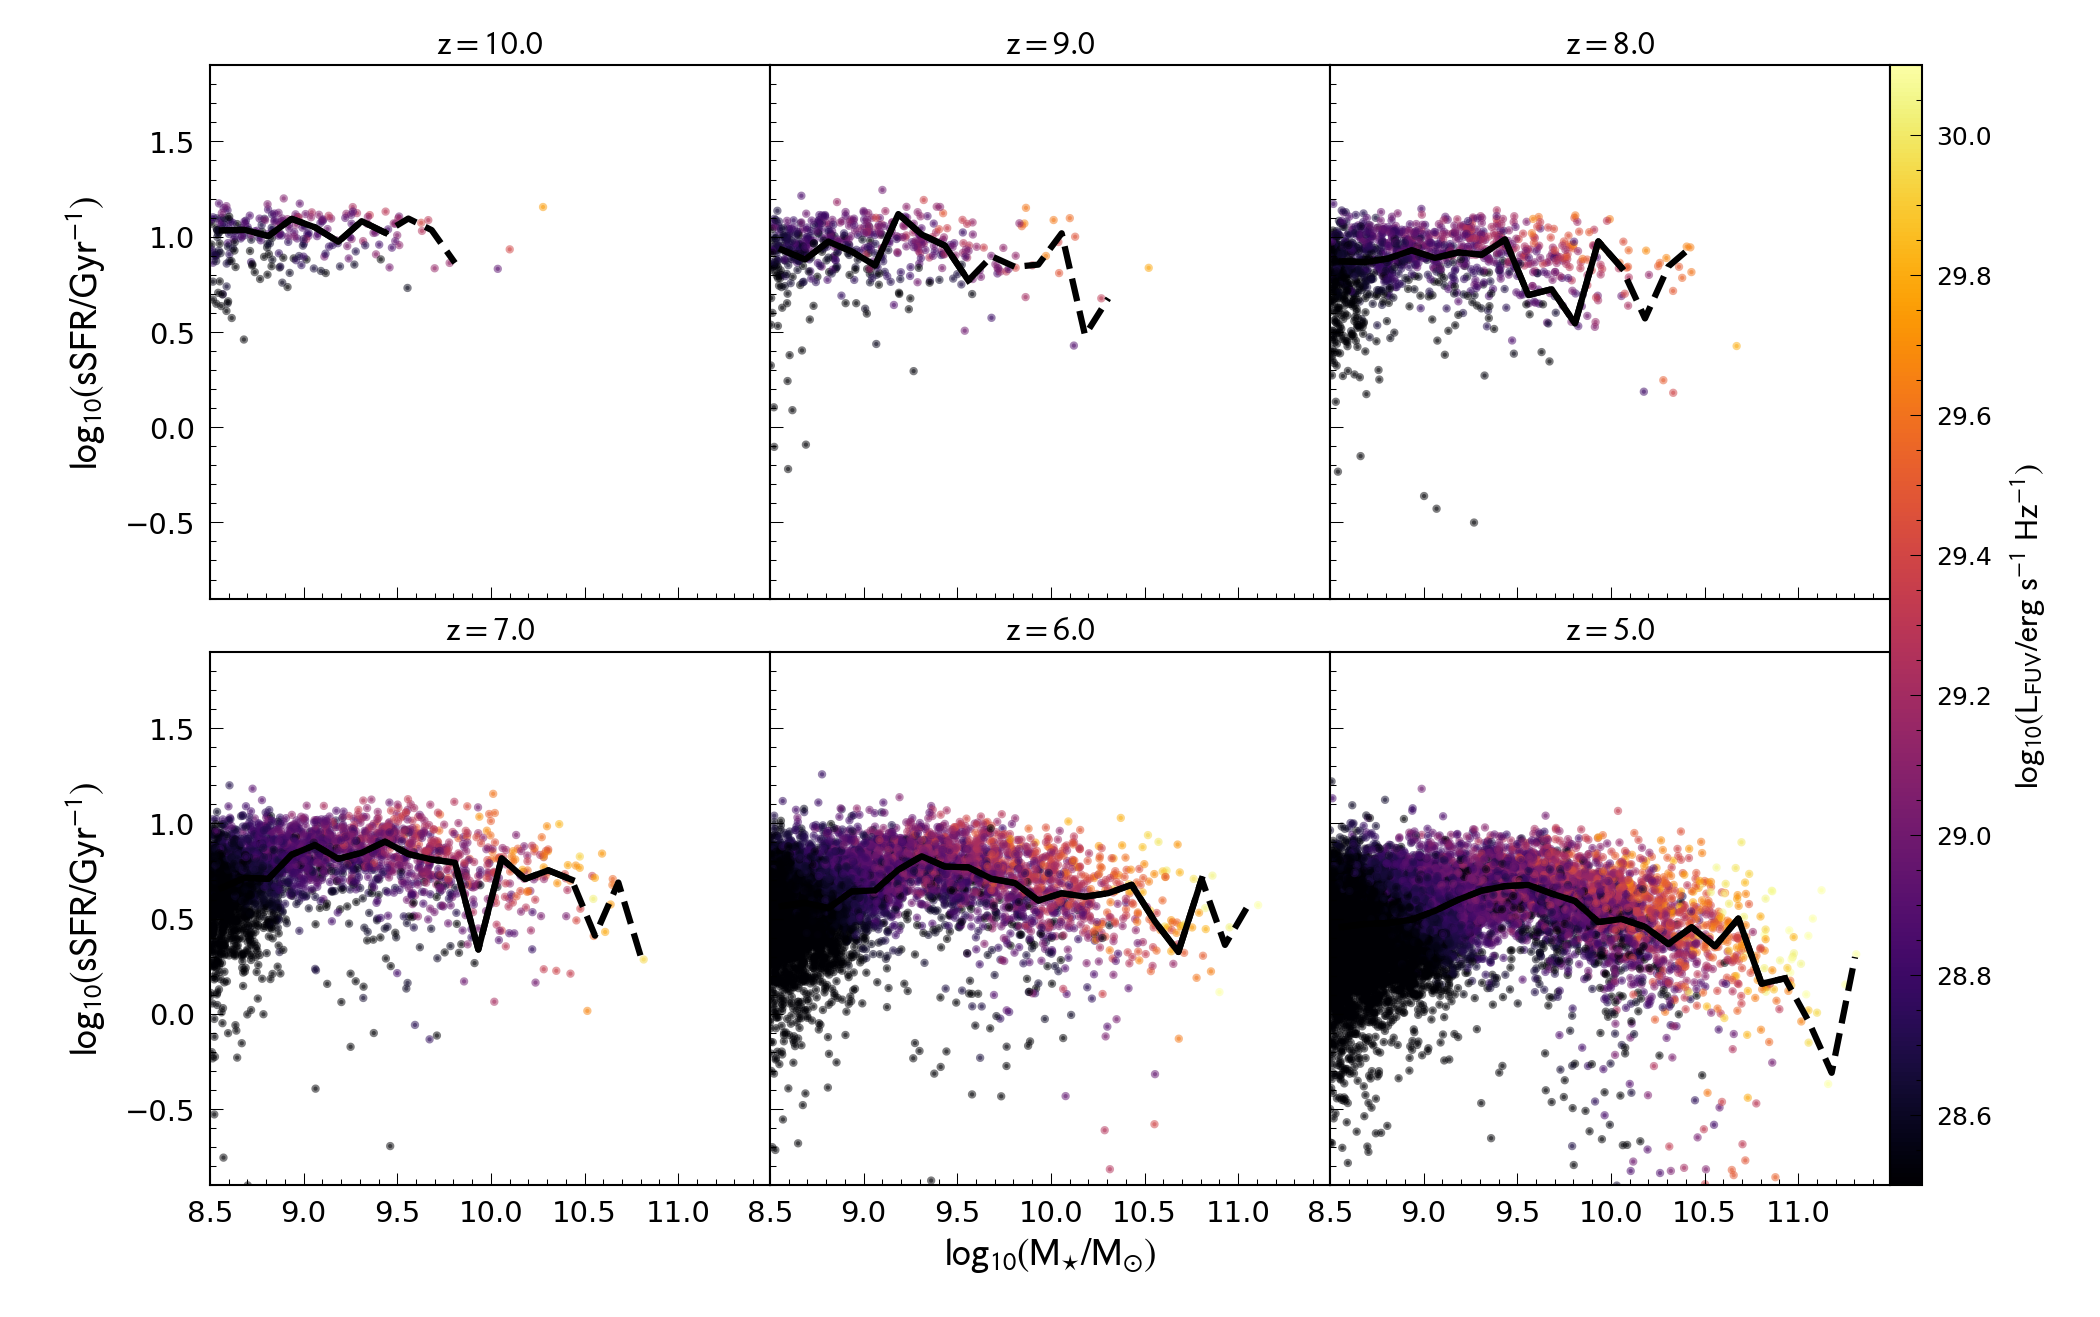 z = 10.0 z = 9.0 z = 8.0
1.5
1.0
0.5
0.0
−0.5
log₁₀(sSFR/Gyr⁻¹)
z = 7.0 z = 6.0 z = 5.0
1.5
1.0
0.5
0.0
−0.5
log₁₀(sSFR/Gyr⁻¹)
8.5 9.0 9.5 10.0 10.5 11.0 8.5 9.0 9.5 10.0 10.5 11.0 8.5 9.0 9.5 10.0 10.5 11.0
log₁₀(M⋆/M⊙)
30.0
29.8
29.6
29.4
29.2
29.0
28.8
28.6
log₁₀(L_FUV/erg s⁻¹ Hz⁻¹)